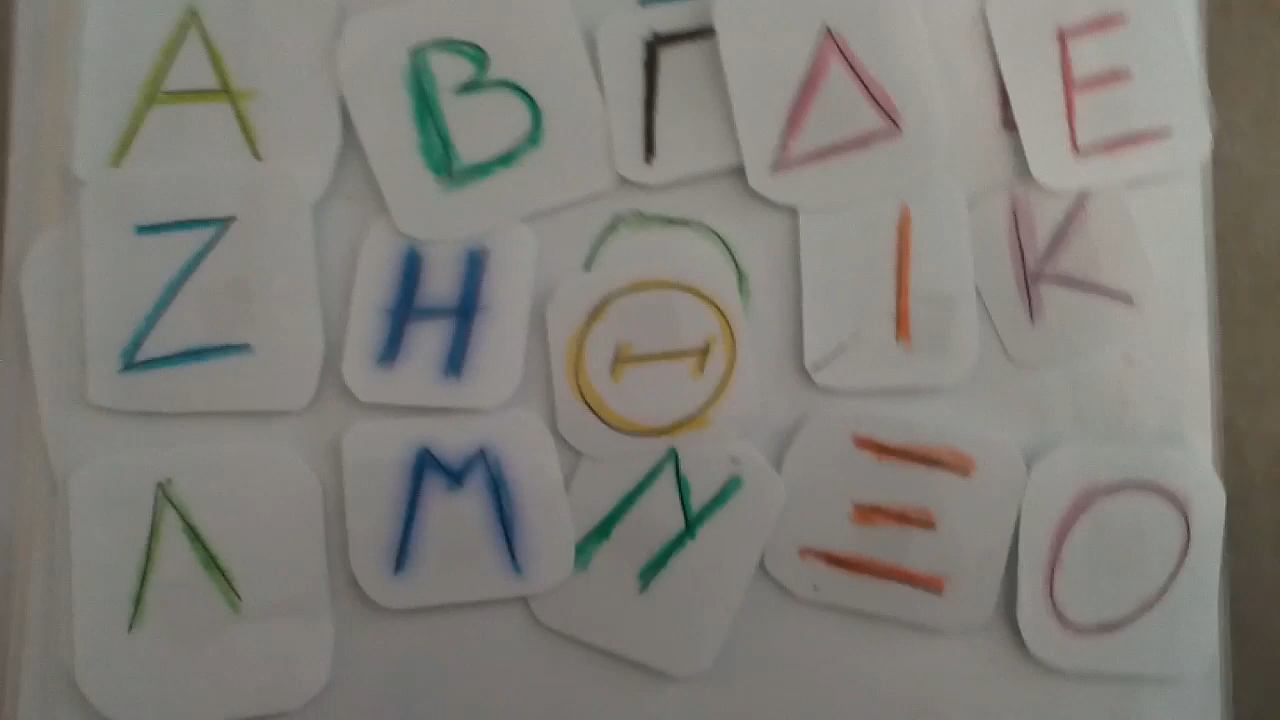 Α Β Γ Δ Ε
Ζ Η Θ Ι Κ
Λ Μ Ν Ξ Ο